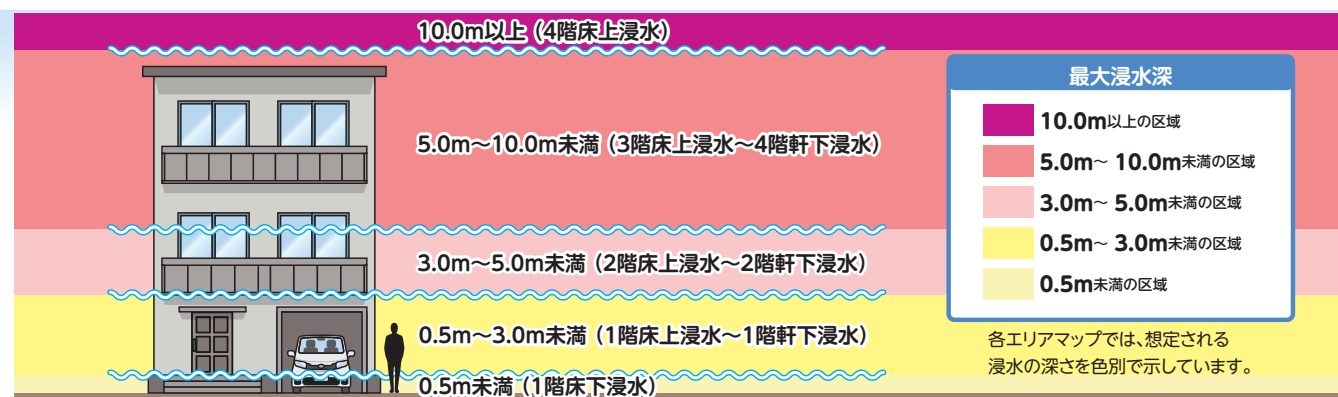 10.0m以上（4階床上浸水）
5.0m～10.0m未満（3階床上浸水～4階軒下浸水）
3.0m～5.0m未満（2階床上浸水～2階軒下浸水）
0.5m～3.0m未満（1階床上浸水～1階軒下浸水）
0.5m未満（1階床下浸水）
最大浸水深
10.0m以上の区域
5.0m～ 10.0m未満の区域
3.0m～ 5.0m未満の区域
0.5m～ 3.0m未満の区域
0.5m未満の区域
各エリアマップでは、想定される
浸水の深さを色別で示しています。